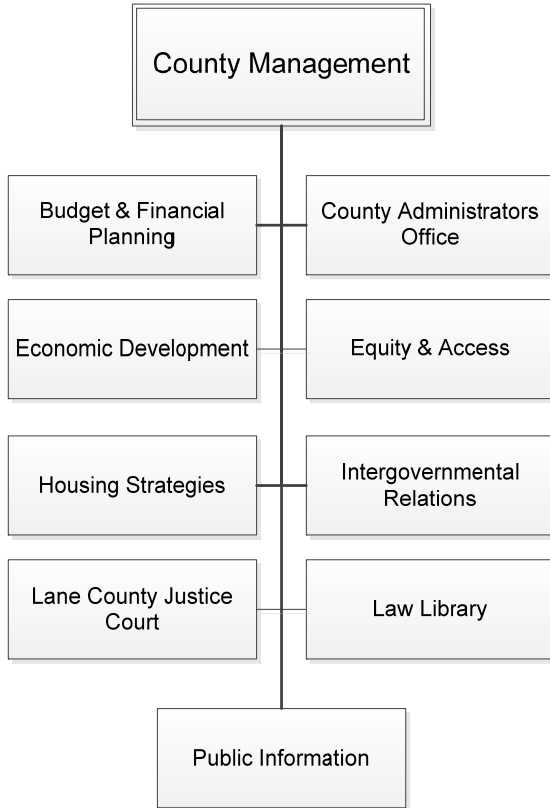 County Management
Budget & Financial
Planning
County Administrators
Office
Economic Development
Equity & Access
Housing Strategies
Intergovernmental
Relations
Lane County Justice
Court
Law Library
Public Information